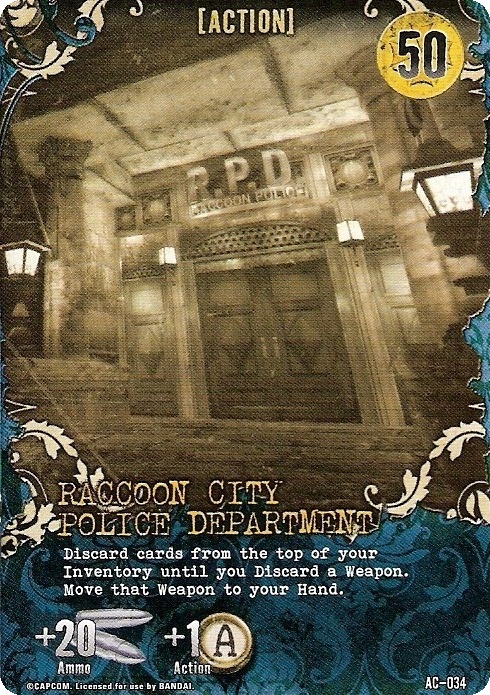 [ACTION]
50
R.P.D.
RACCOON POLICE
RACCOON CITY
POLICE DEPARTMENT
Discard cards from the top of your
Inventory until you Discard a Weapon.
Move that Weapon to your Hand.
+20
Ammo
+1 A
Action
©CAPCOM. Licensed for use by BANDAI.
AC-034